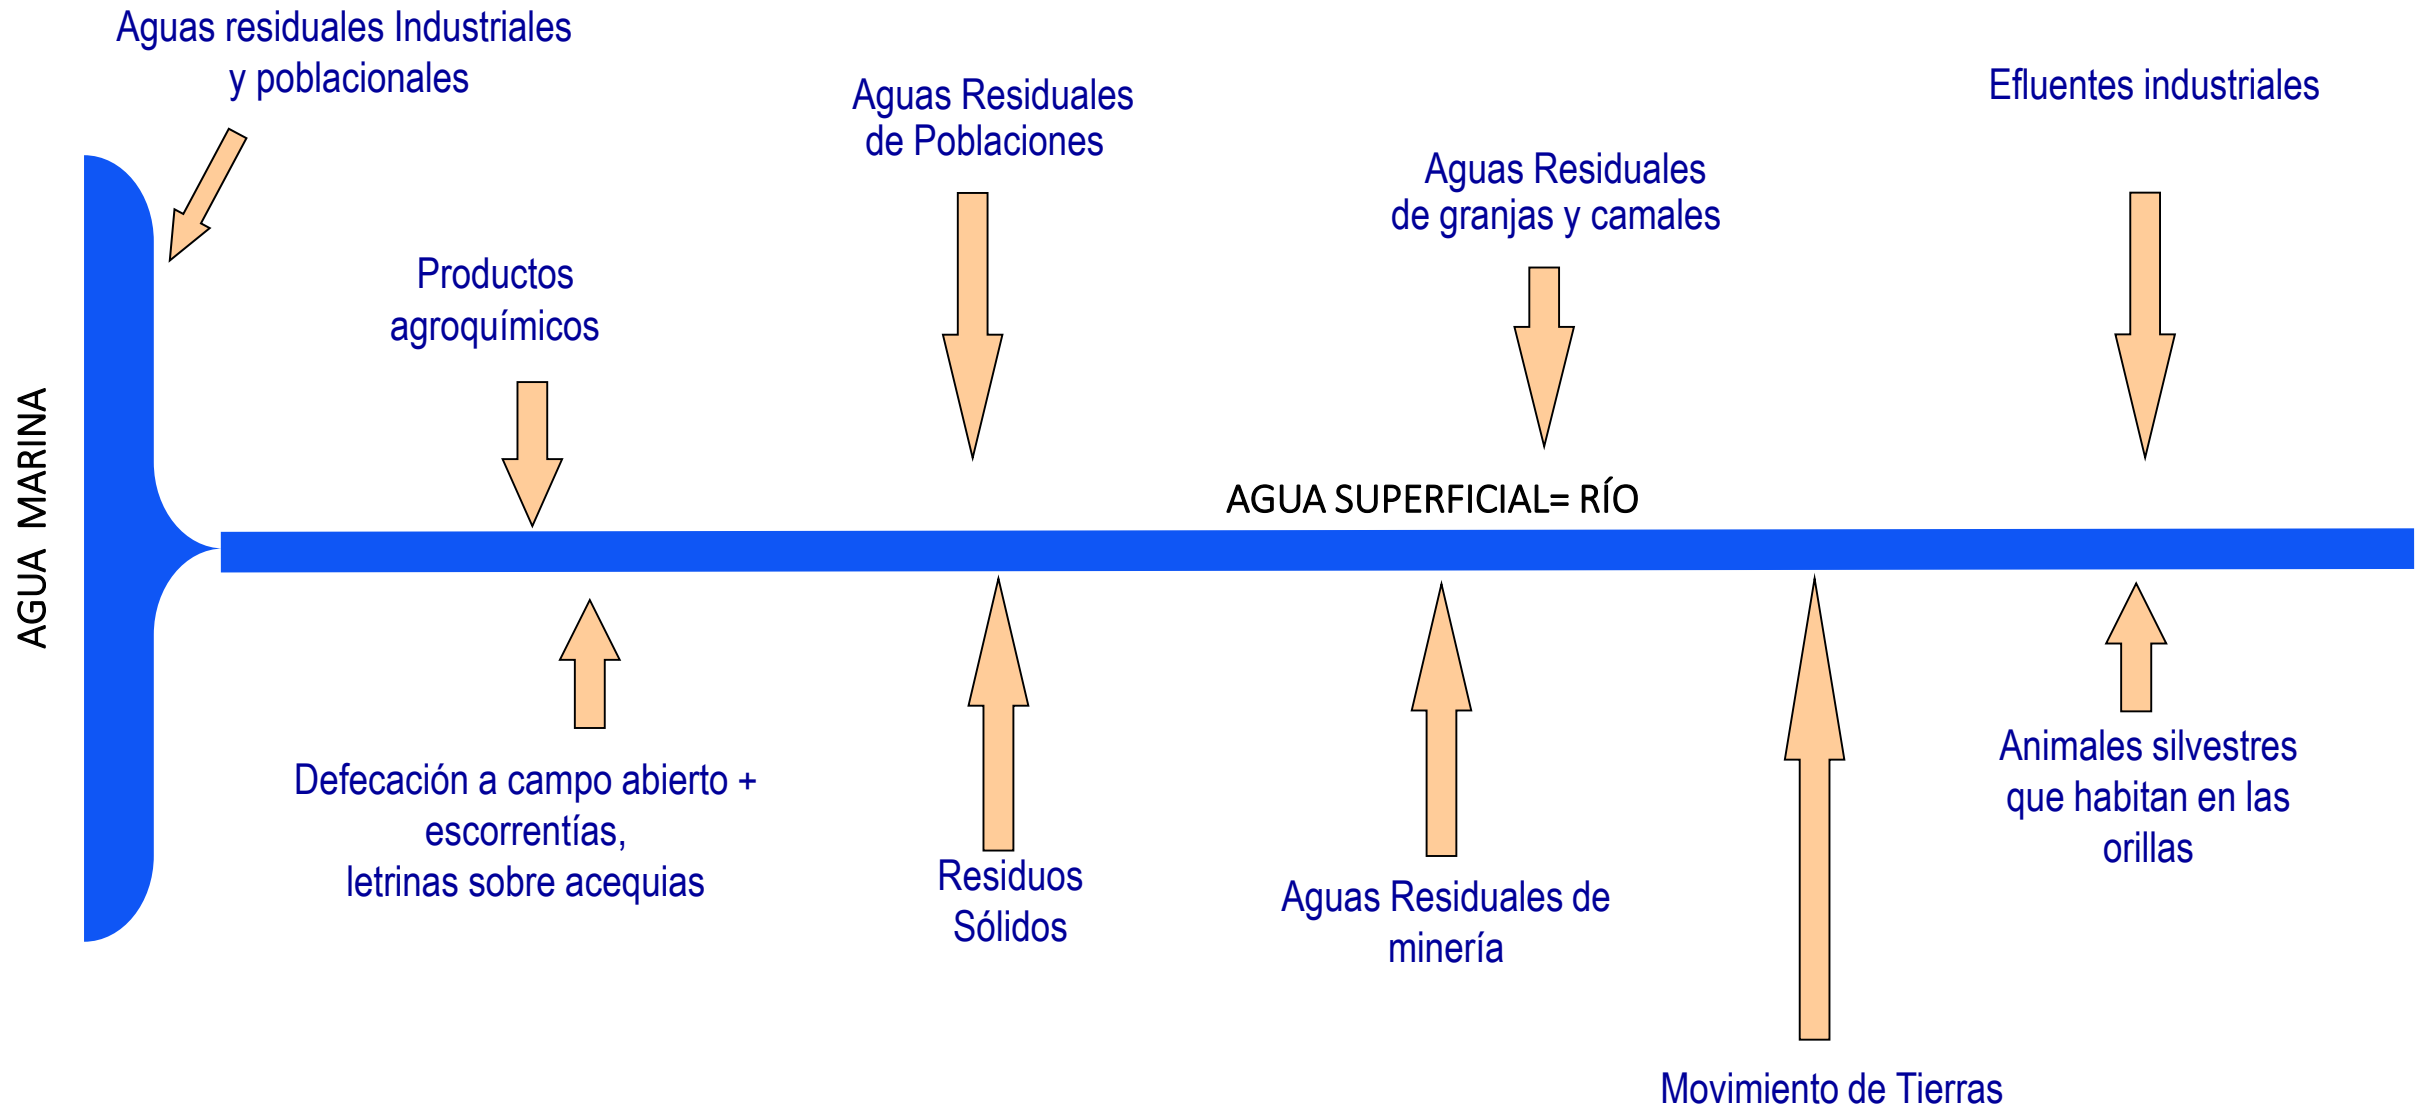 Aguas residuales Industriales
y poblacionales
Aguas Residuales
de Poblaciones
Efluentes industriales
Aguas Residuales
de granjas y camales
Productos
agroquímicos
AGUA MARINA
AGUA SUPERFICIAL= RÍO
Defecación a campo abierto +
escorrentías,
letrinas sobre acequias
Residuos
Sólidos
Aguas Residuales de
minería
Animales silvestres
que habitan en las
orillas
Movimiento de Tierras